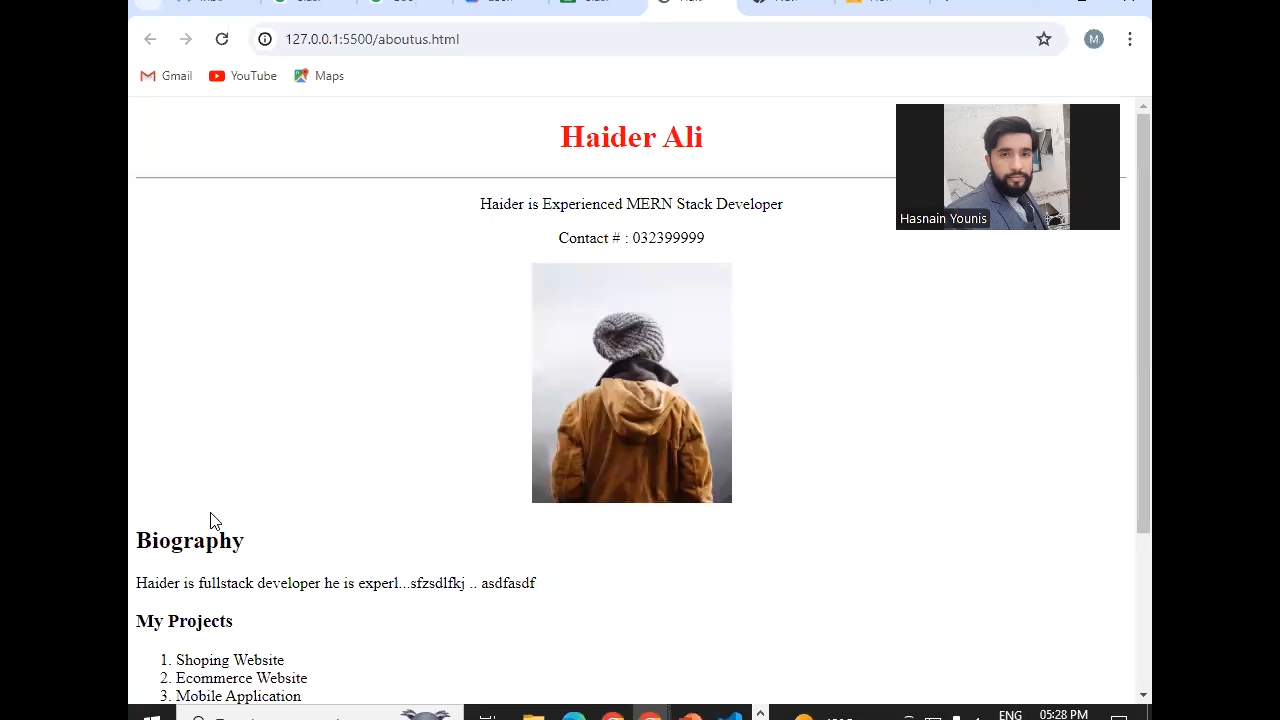 127.0.0.1:5500/aboutus.html
M
Gmail YouTube Maps
Haider Ali
Haider is Experienced MERN Stack Developer
Contact # : 032399999
Hasnain Younis
Biography
Haider is fullstack developer he is experl...sfzsdlfkj .. asdfasdf
My Projects
1. Shoping Website
2. Ecommerce Website
3. Mobile Application
ENG 05:28 PM